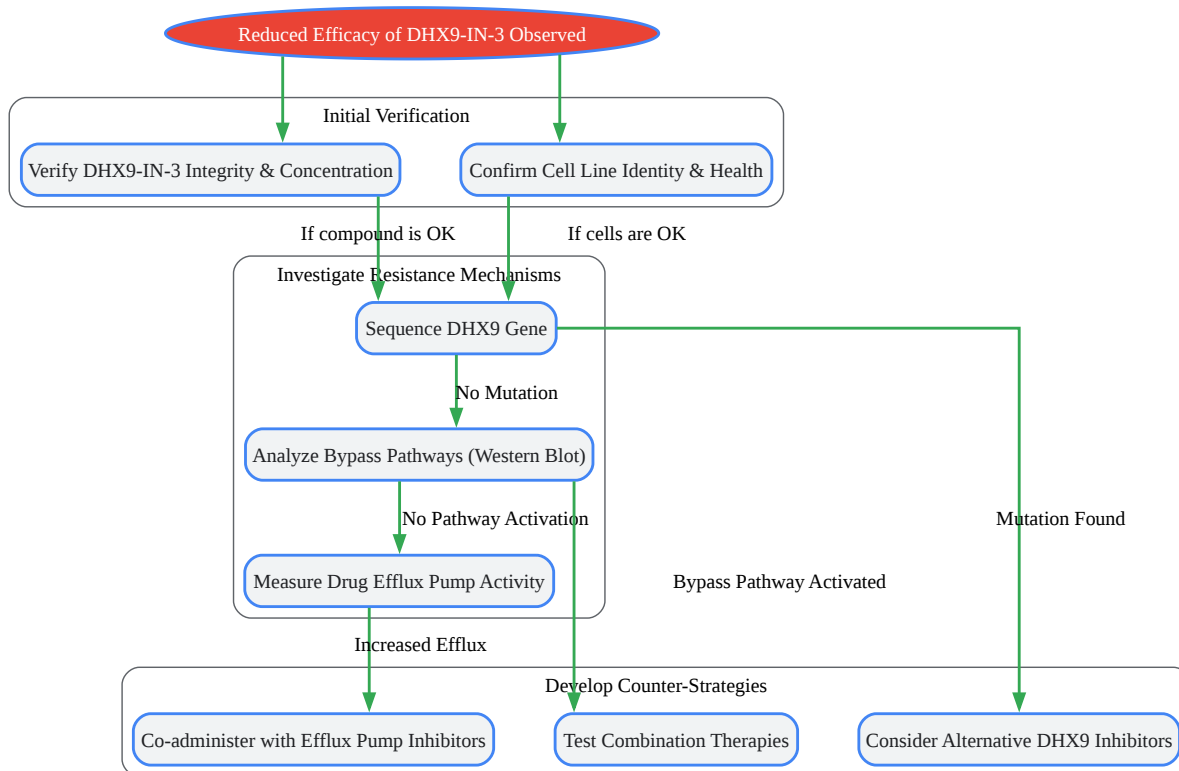 Reduced Efficacy of DHX9-IN-3 Observed
Initial Verification
Verify DHX9-IN-3 Integrity & Concentration
Confirm Cell Line Identity & Health
If compound is OK
If cells are OK
Investigate Resistance Mechanisms
Sequence DHX9 Gene
No Mutation
Analyze Bypass Pathways (Western Blot)
No Pathway Activation
Mutation Found
Measure Drug Efflux Pump Activity
Bypass Pathway Activated
Increased Efflux
Develop Counter-Strategies
Co-administer with Efflux Pump Inhibitors
Test Combination Therapies
Consider Alternative DHX9 Inhibitors